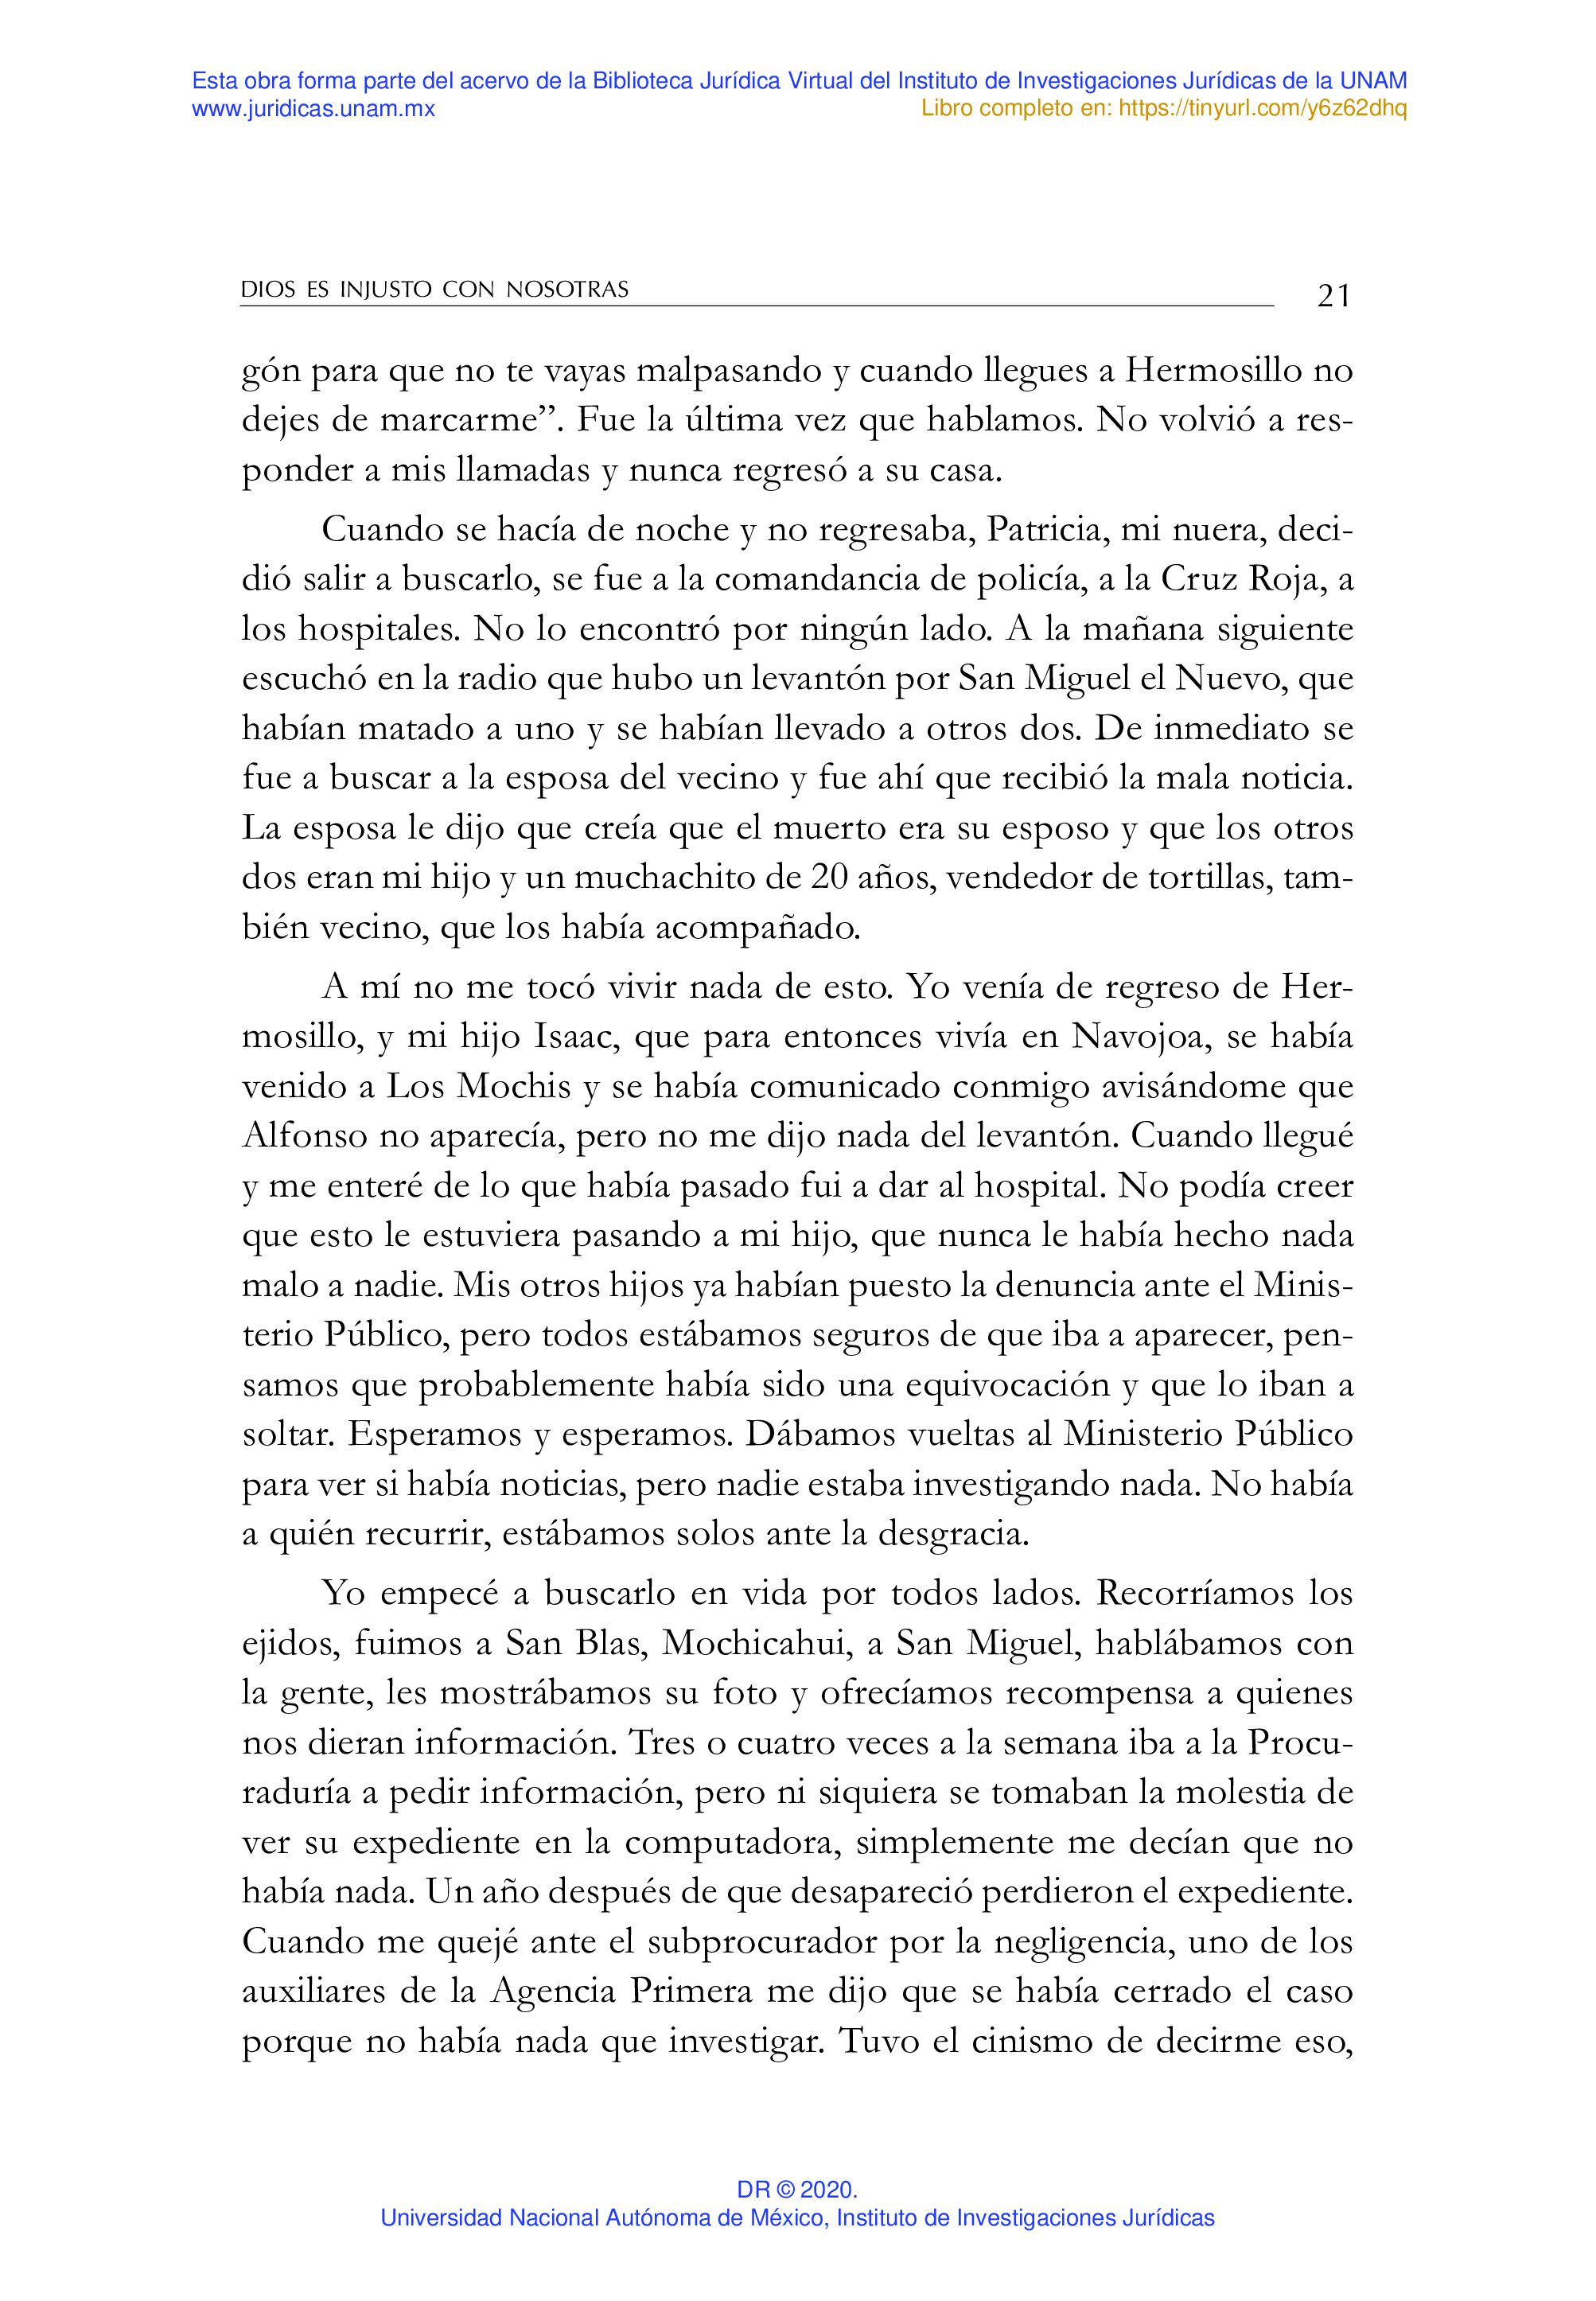 Esta obra forma parte del acervo de la Biblioteca Jurídica Virtual del Instituto de Investigaciones Jurídicas de la UNAM
www.juridicas.unam.mx
Libro completo en: https://tinyurl.com/y6z62dhq
DIOS ES INJUSTO CON NOSOTRAS
21
gón para que no te vayas malpasando y cuando llegues a Hermosillo no
dejes de marcarme”. Fue la última vez que hablamos. No volvió a res-
ponder a mis llamadas y nunca regresó a su casa.
Cuando se hacía de noche y no regresaba, Patricia, mi nuera, deci-
dió salir a buscarlo, se fue a la comandancia de policía, a la Cruz Roja, a
los hospitales. No lo encontró por ningún lado. A la mañana siguiente
escuchó en la radio que hubo un levantón por San Miguel el Nuevo, que
habían matado a uno y se habían llevado a otros dos. De inmediato se
fue a buscar a la esposa del vecino y fue ahí que recibió la mala noticia.
La esposa le dijo que creía que el muerto era su esposo y que los otros
dos eran mi hijo y un muchachito de 20 años, vendedor de tortillas, tam-
bién vecino, que los había acompañado.
A mí no me tocó vivir nada de esto. Yo venía de regreso de Her-
mosillo, y mi hijo Isaac, que para entonces vivía en Navojoa, se había
venido a Los Mochis y se había comunicado conmigo avisándome que
Alfonso no aparecía, pero no me dijo nada del levantón. Cuando llegué
y me enteré de lo que había pasado fui a dar al hospital. No podía creer
que esto le estuviera pasando a mi hijo, que nunca le había hecho nada
malo a nadie. Mis otros hijos ya habían puesto la denuncia ante el Minis-
terio Público, pero todos estábamos seguros de que iba a aparecer, pen-
samos que probablemente había sido una equivocación y que lo iban a
soltar. Esperamos y esperamos. Dábamos vueltas al Ministerio Público
para ver si había noticias, pero nadie estaba investigando nada. No había
a quién recurrir, estábamos solos ante la desgracia.
Yo empecé a buscarlo en vida por todos lados. Recorríamos los
ejidos, fuimos a San Blas, Mochicahui, a San Miguel, hablábamos con
la gente, les mostrábamos su foto y ofrecíamos recompensa a quienes
nos dieran información. Tres o cuatro veces a la semana iba a la Procu-
raduría a pedir información, pero ni siquiera se tomaban la molestia de
ver su expediente en la computadora, simplemente me decían que no
había nada. Un año después de que desapareció perdieron el expediente.
Cuando me quejé ante el subprocurador por la negligencia, uno de los
auxiliares de la Agencia Primera me dijo que se había cerrado el caso
porque no había nada que investigar. Tuvo el cinismo de decirme eso,
DR © 2020.
Universidad Nacional Autónoma de México, Instituto de Investigaciones Jurídicas